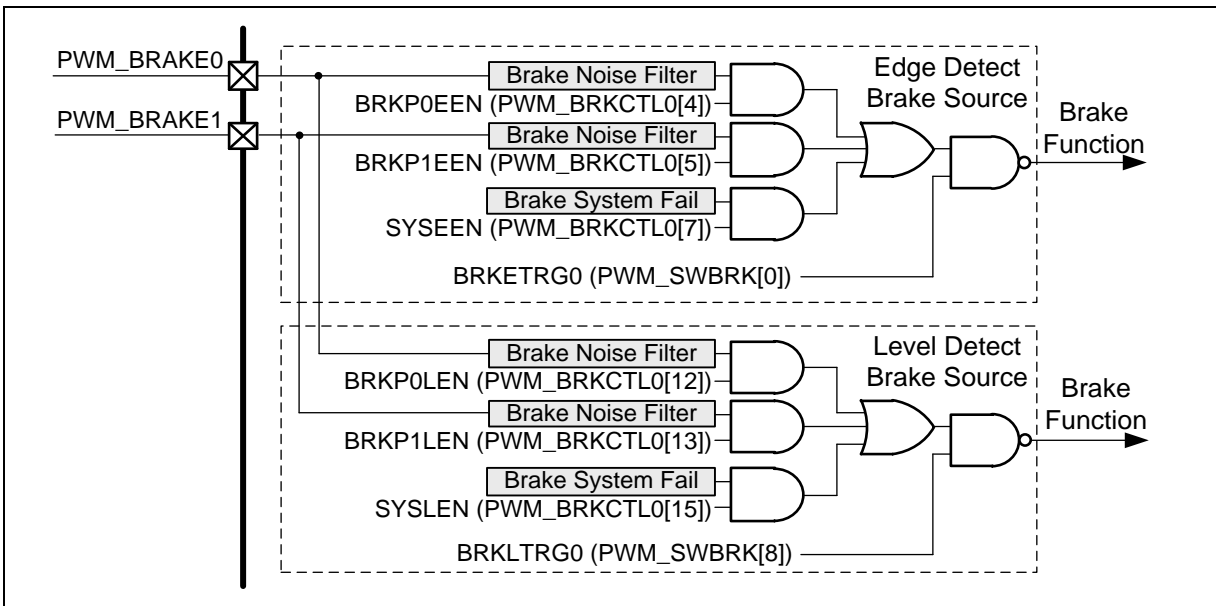 PWM_BRAKE0
PWM_BRAKE1
Brake Noise Filter
BRKP0EEN (PWM_BRKCTL0[4])
Brake Noise Filter
BRKP1EEN (PWM_BRKCTL0[5])
Brake System Fail
SYSEEN (PWM_BRKCTL0[7])
BRKETRG0 (PWM_SWBRK[0])
Edge Detect
Brake Source
Brake
Function
Brake Noise Filter
BRKP0LEN (PWM_BRKCTL0[12])
Brake Noise Filter
BRKP1LEN (PWM_BRKCTL0[13])
Brake System Fail
SYSLEN (PWM_BRKCTL0[15])
BRKLTRG0 (PWM_SWBRK[8])
Level Detect
Brake Source
Brake
Function